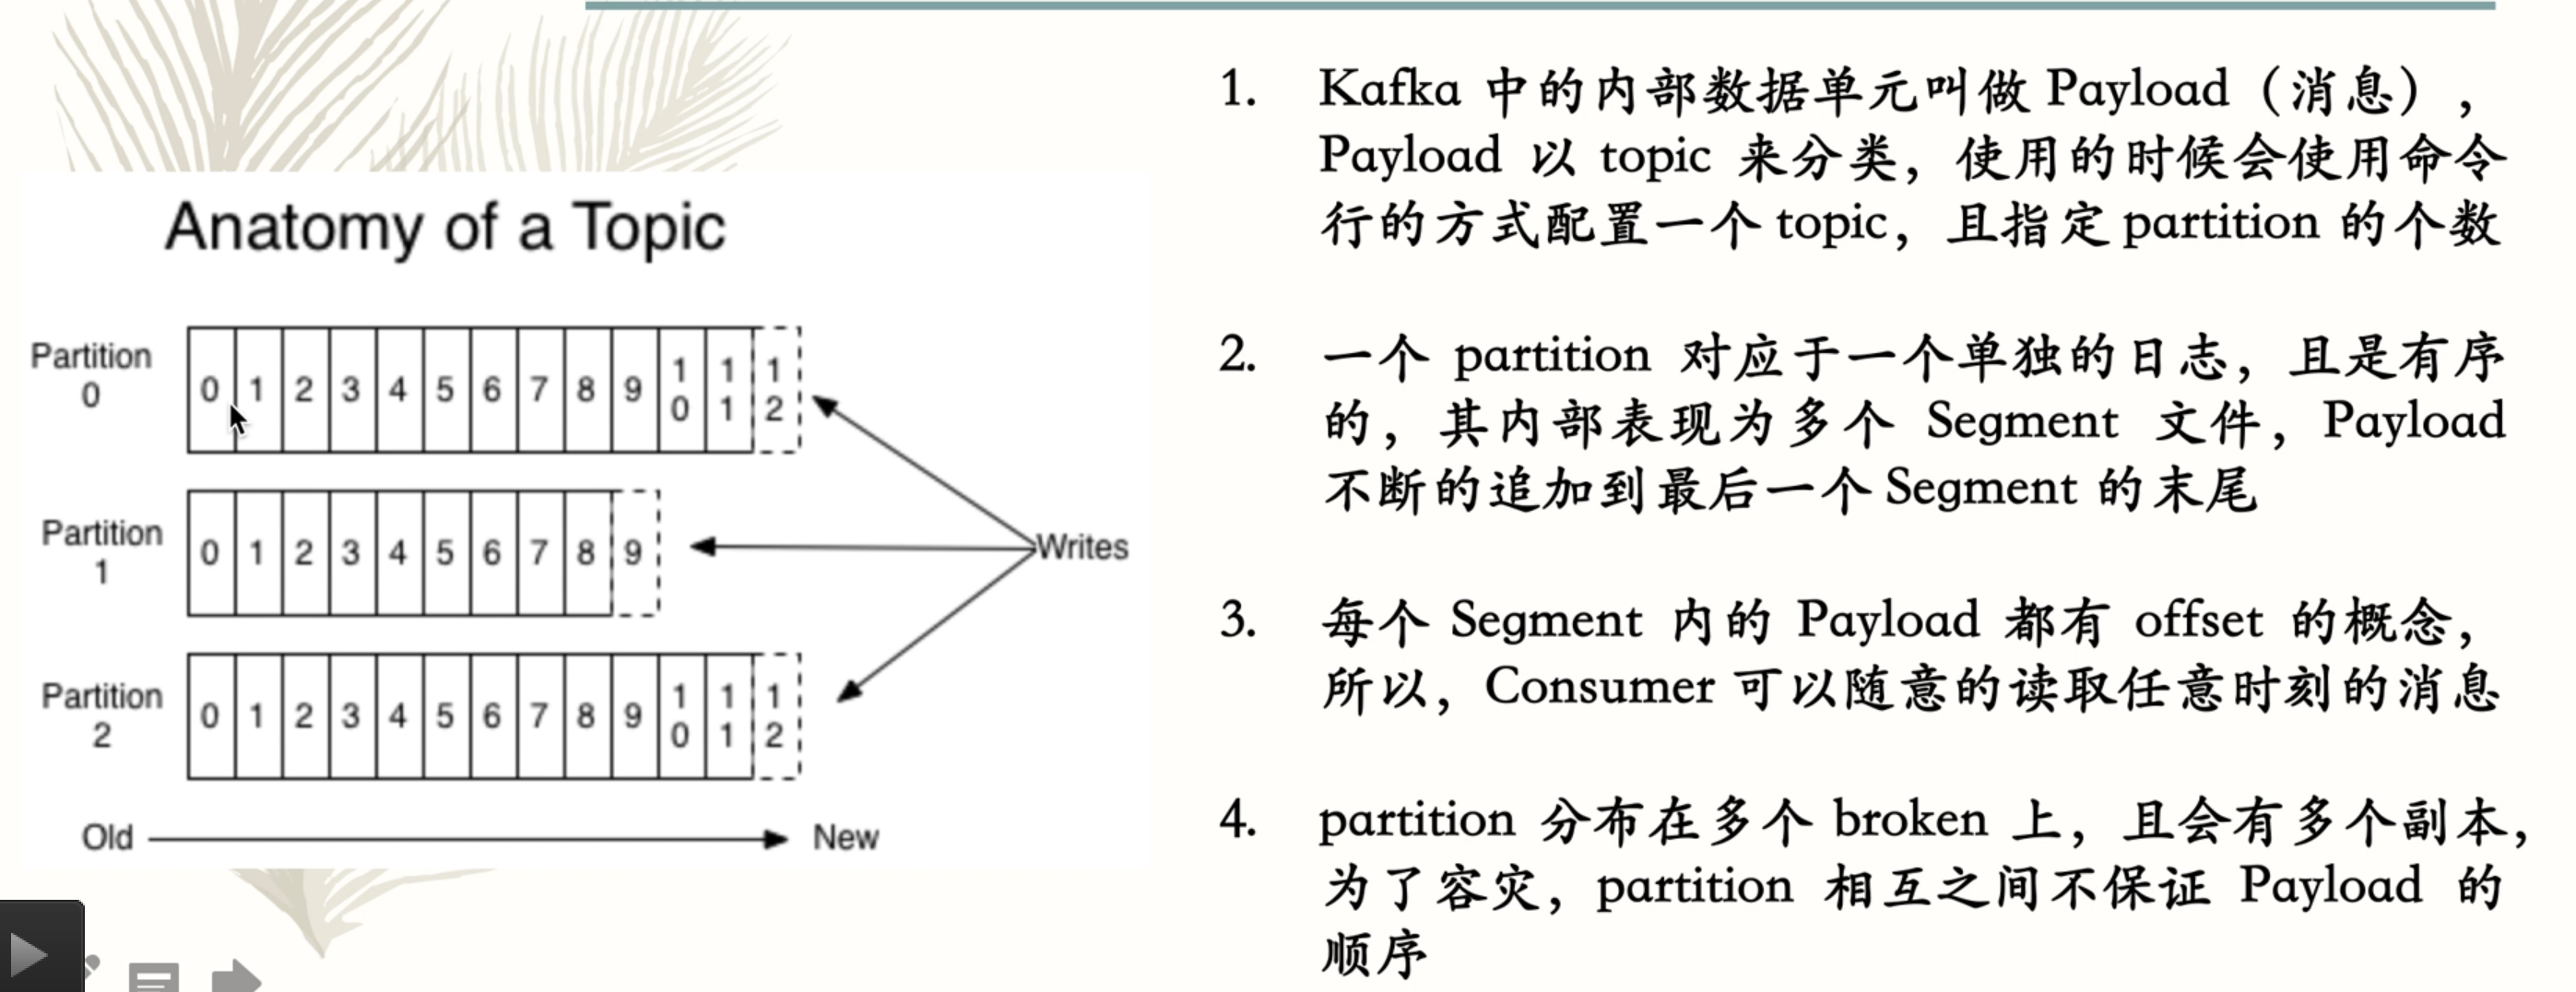 Anatomy of a Topic
Partition
0
0 1 2 3 4 5 6 7 8 9 10 11 12
Partition
1
0 1 2 3 4 5 6 7 8 9
Writes
Partition
2
0 1 2 3 4 5 6 7 8 9 10 11 12
Old
New
1. Kafka 中的内部数据单元叫做 Payload（消息），
Payload 以 topic 来分类，使用的时候会使用命令
行的方式配置一个 topic，且指定 partition 的个数
2. 一个 partition 对应于一个单独的日志，且是有序
的，其内部表现为多个 Segment 文件，Payload
不断的追加到最后一个 Segment 的末尾
3. 每个 Segment 内的 Payload 都有 offset 的概念，
所以，Consumer 可以随意的读取任意时刻的消息
4. partition 分布在多个 broken 上，且会有多个副本，
为了容灾，partition 相互之间不保证 Payload 的
顺序